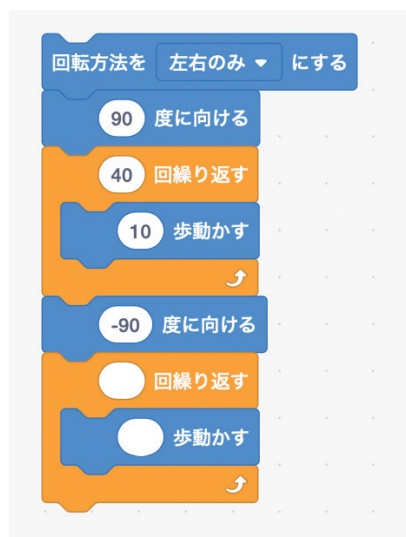 回転方法を 左右のみ にする
90 度に向ける
40 回繰り返す
10 歩動かす
-90 度に向ける
回繰り返す
歩動かす